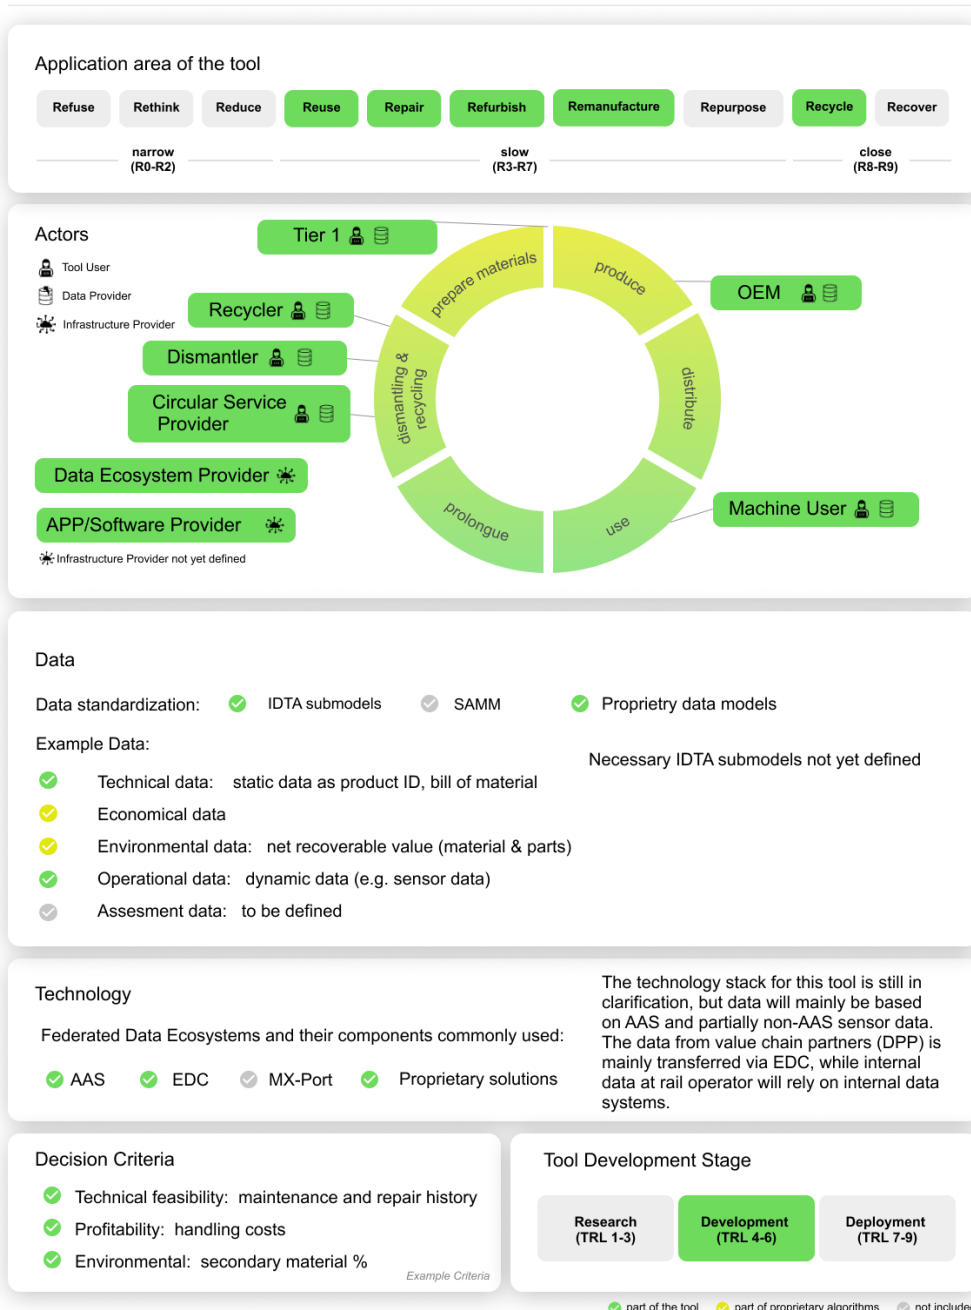 Application area of the tool
Refuse
Rethink
Reduce
Reuse
Repair
Refurbish
Remanufacture
Repurpose
Recycle
Recover
narrow
(R0-R2)
slow
(R3-R7)
close
(R8-R9)
Actors
Tool User
Data Provider
Infrastructure Provider
Tier 1
Recycler
Dismantler
Circular Service
Provider
Data Ecosystem Provider
APP/Software Provider
Infrastructure Provider not yet defined
prepare materials
produce
distribute
use
prolongue
dismantling &
recycling
OEM
Machine User
Data
Data standardization:
IDTA submodels
SAMM
Proprietry data models
Example Data:
Necessary IDTA submodels not yet defined
Technical data: static data as product ID, bill of material
Economical data
Environmental data: net recoverable value (material & parts)
Operational data: dynamic data (e.g. sensor data)
Assesment data: to be defined
Technology
Federated Data Ecosystems and their components commonly used:
AAS
EDC
MX-Port
Proprietary solutions
The technology stack for this tool is still in
clarification, but data will mainly be based
on AAS and partially non-AAS sensor data.
The data from value chain partners (DPP) is
mainly transferred via EDC, while internal
data at rail operator will rely on internal data
systems.
Decision Criteria
Technical feasibility: maintenance and repair history
Profitability: handling costs
Environmental: secondary material %
Example Criteria
Tool Development Stage
Research
(TRL 1-3)
Development
(TRL 4-6)
Deployment
(TRL 7-9)
part of the tool
part of proprietary algorithms
not included